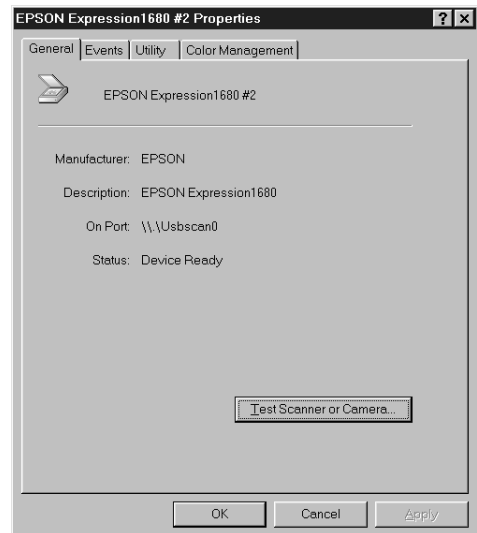 EPSON Expression1680 #2 Properties
General Events Utility Color Management
EPSON Expression1680 #2
Manufacturer: EPSON
Description: EPSON Expression1680
On Port: \\.\Usbscan0
Status: Device Ready
Test Scanner or Camera...
OK Cancel Apply